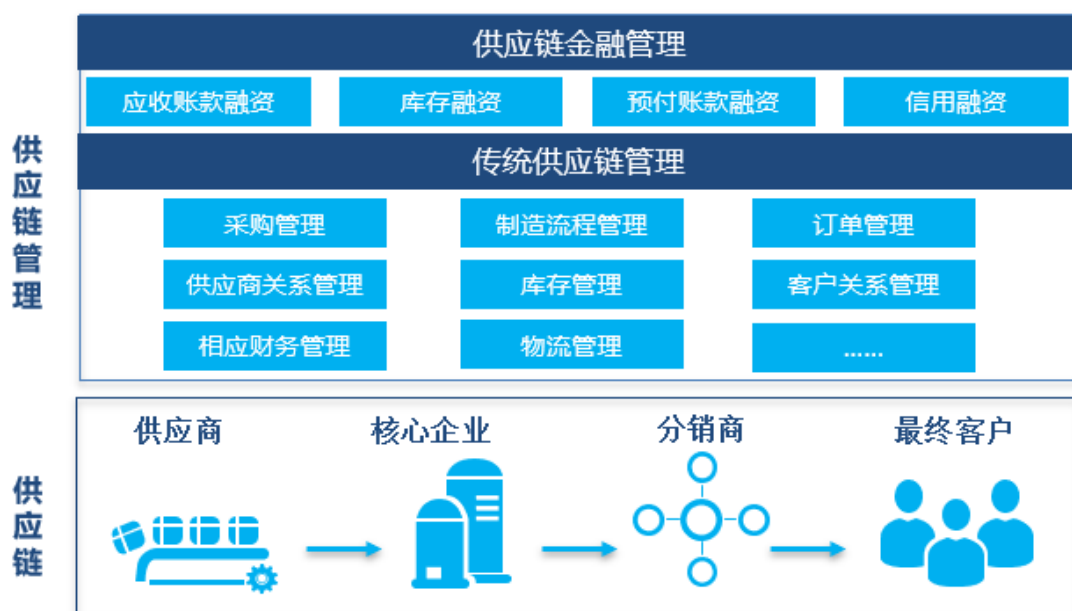 供应链金融管理
应收账款融资 库存融资 预付账款融资 信用融资
供应链管理
传统供应链管理
采购管理 制造流程管理 订单管理
供应商关系管理 库存管理 客户关系管理
相应财务管理 物流管理 ......
供应链
供应商 核心企业 分销商 最终客户